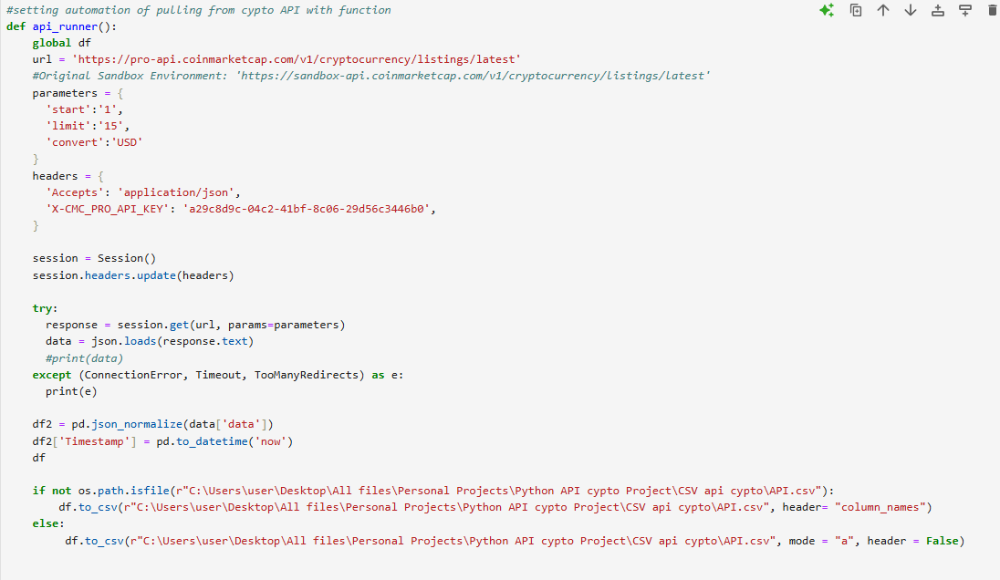 #setting automation of pulling from cypto API with function
def api_runner():
    global df
    url = 'https://pro-api.coinmarketcap.com/v1/cryptocurrency/listings/latest'
    #Original Sandbox Environment: 'https://sandbox-api.coinmarketcap.com/v1/cryptocurrency/listings/latest'
    parameters = {
      'start':'1',
      'limit':'15',
      'convert':'USD'
    }
    headers = {
      'Accepts': 'application/json',
      'X-CMC_PRO_API_KEY': 'a29c8d9c-04c2-41bf-8c06-29d56c3446b0',
    }

    session = Session()
    session.headers.update(headers)

    try:
      response = session.get(url, params=parameters)
      data = json.loads(response.text)
      #print(data)
    except (ConnectionError, Timeout, TooManyRedirects) as e:
      print(e)

    df2 = pd.json_normalize(data['data'])
    df2['Timestamp'] = pd.to_datetime('now')
    df

    if not os.path.isfile(r"C:\Users\user\Desktop\All files\Personal Projects\Python API cypto Project\CSV api cypto\API.csv"):
        df.to_csv(r"C:\Users\user\Desktop\All files\Personal Projects\Python API cypto Project\CSV api cypto\API.csv", header= "column_names")
    else:
         df.to_csv(r"C:\Users\user\Desktop\All files\Personal Projects\Python API cypto Project\CSV api cypto\API.csv", mode = "a", header = False)